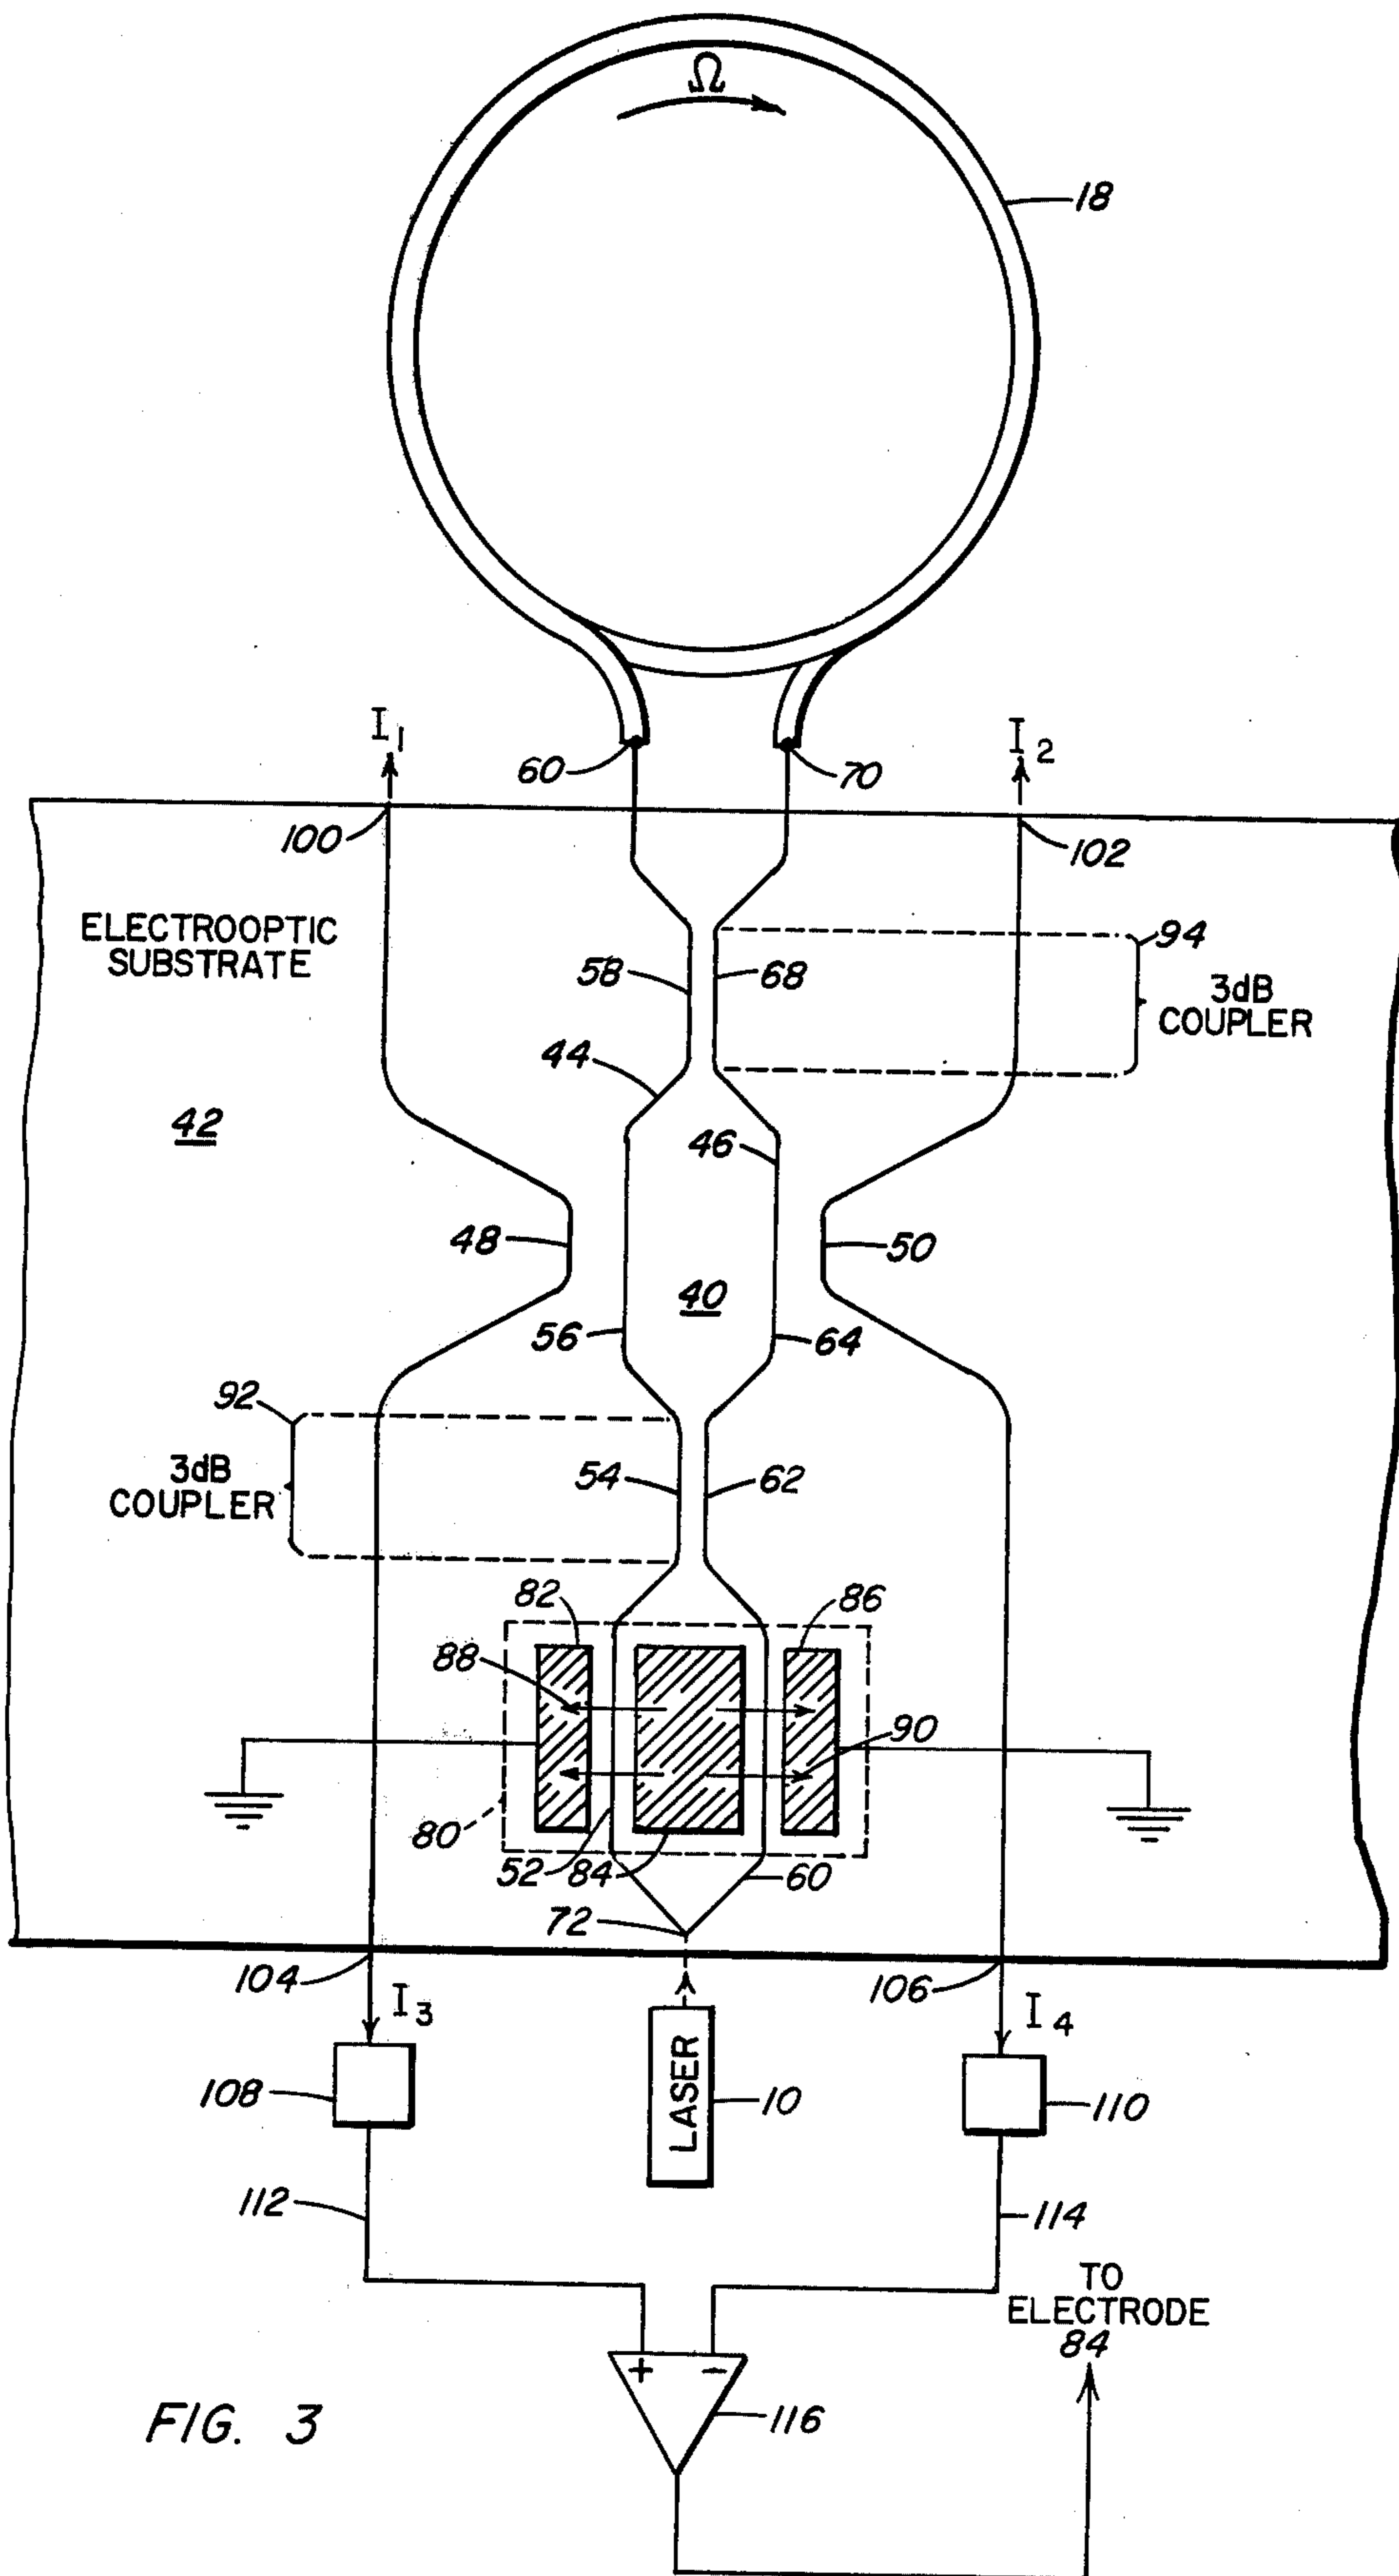 Ω
18
I1
I2
60
70
100
102
ELECTROOPTIC
SUBSTRATE
94
58
68
3dB
COUPLER
44
42
46
48
50
40
56
64
92
3dB
COUPLER
54
62
82
86
88
90
80
52
84
60
72
104
106
I3
I4
LASER
108
10
110
112
114
TO
ELECTRODE
84
+
−
116
FIG. 3